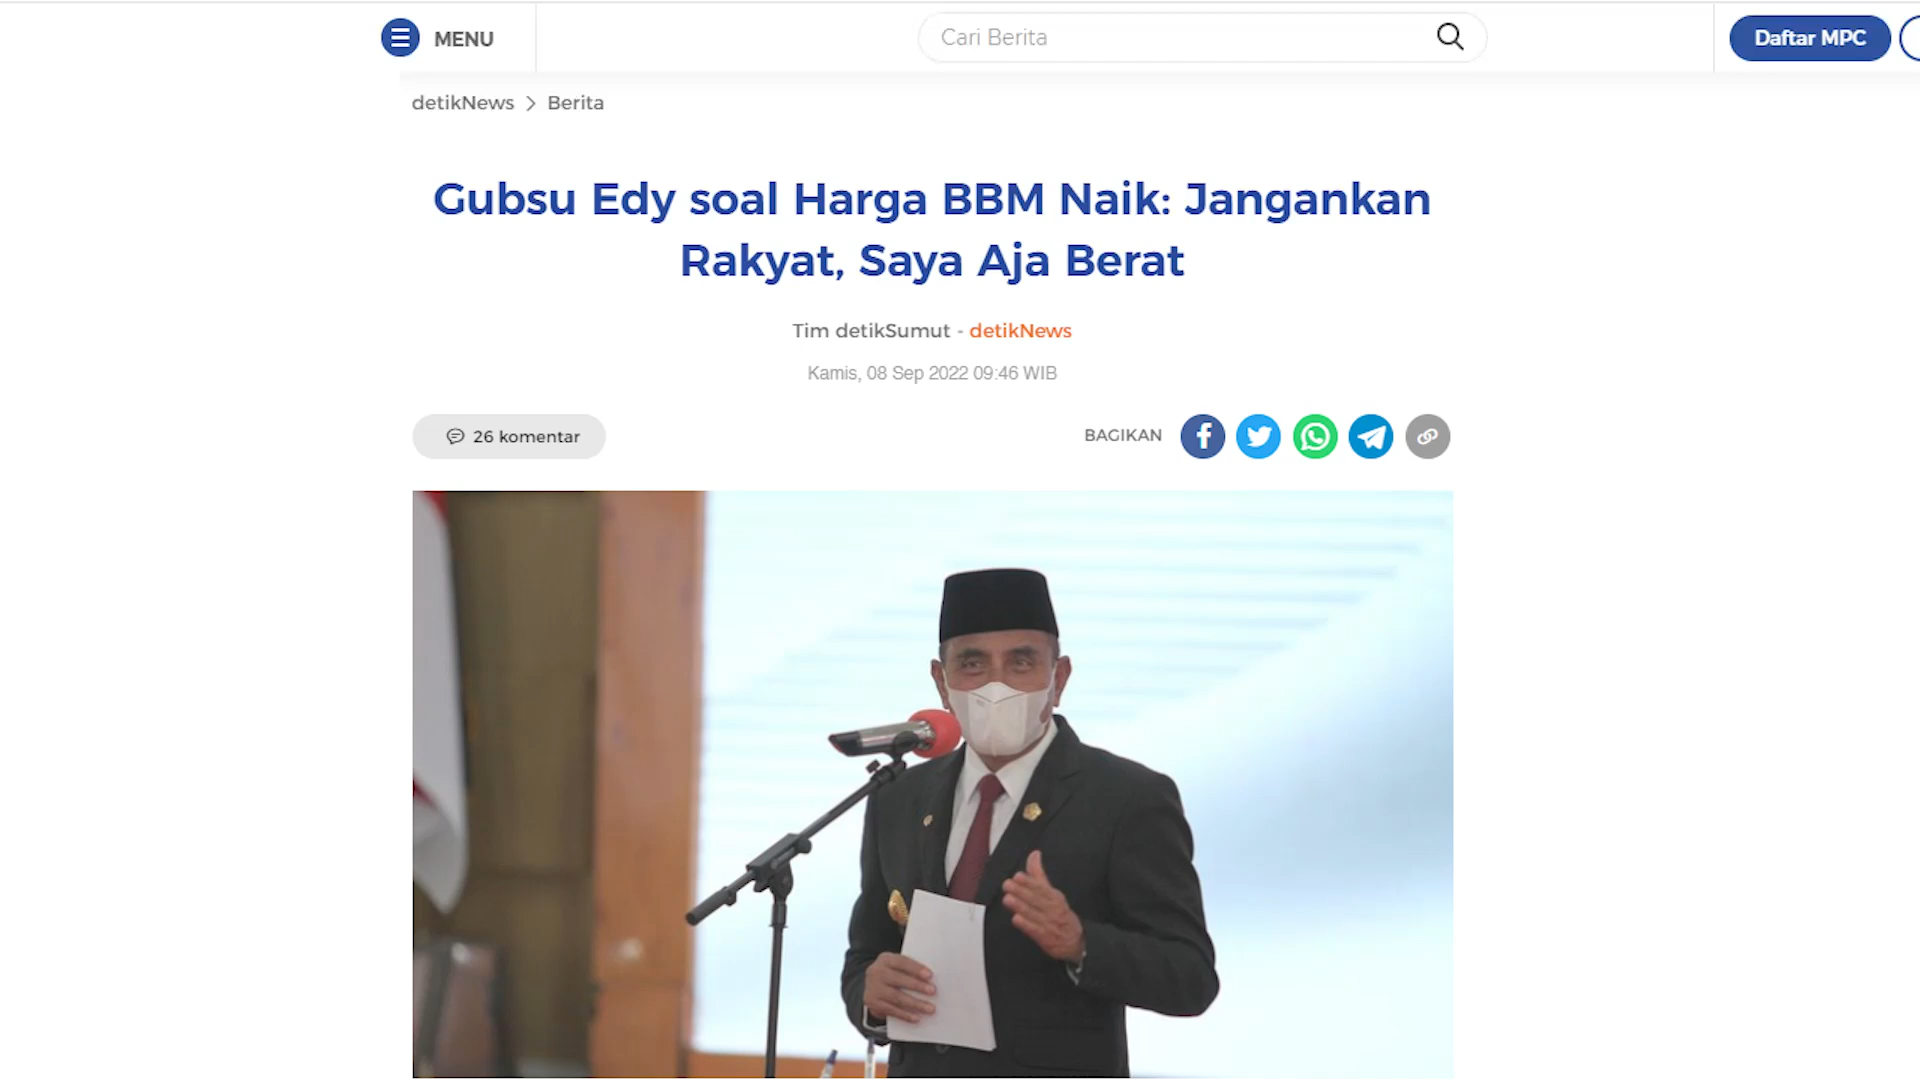 MENU
Cari Berita
Daftar MPC
detikNews > Berita
Gubsu Edy soal Harga BBM Naik: Jangankan
Rakyat, Saya Aja Berat
Tim detikSumut - detikNews
Kamis, 08 Sep 2022 09:46 WIB
26 komentar
BAGIKAN